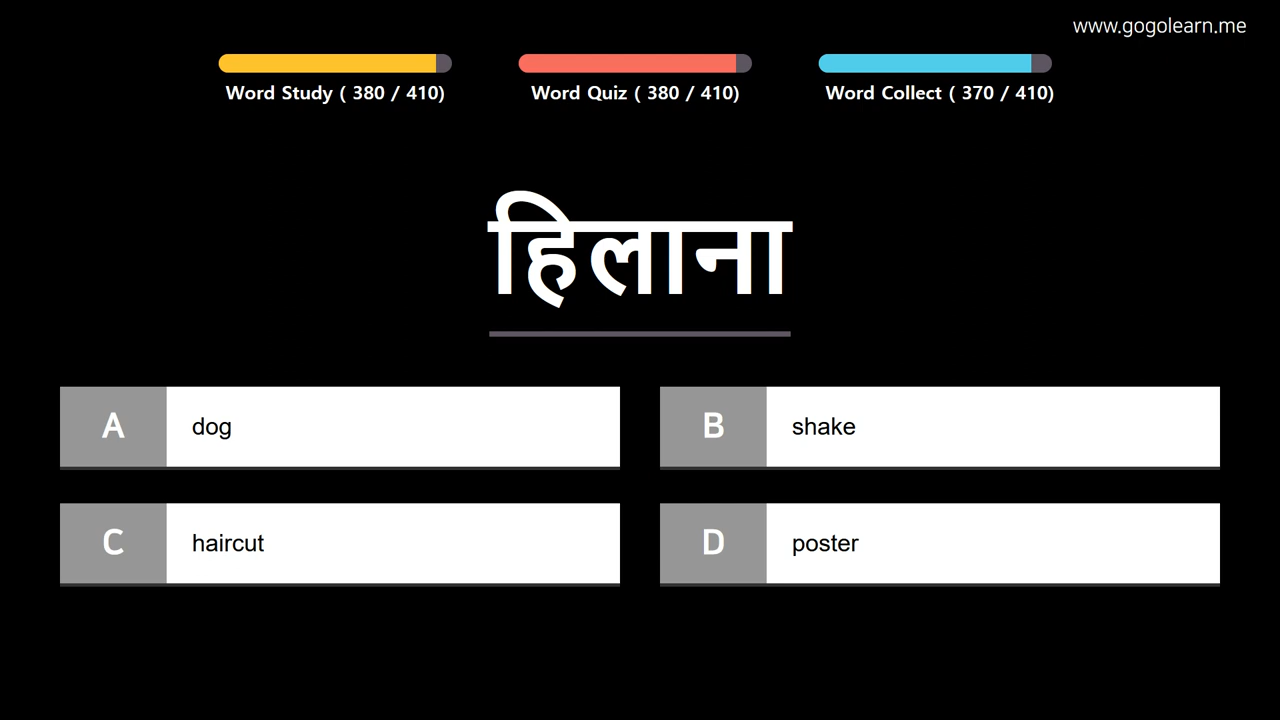 www.gogolearn.me
Word Study ( 380 / 410)
Word Quiz ( 380 / 410)
Word Collect ( 370 / 410)
हिलाना
A dog
B shake
C haircut
D poster